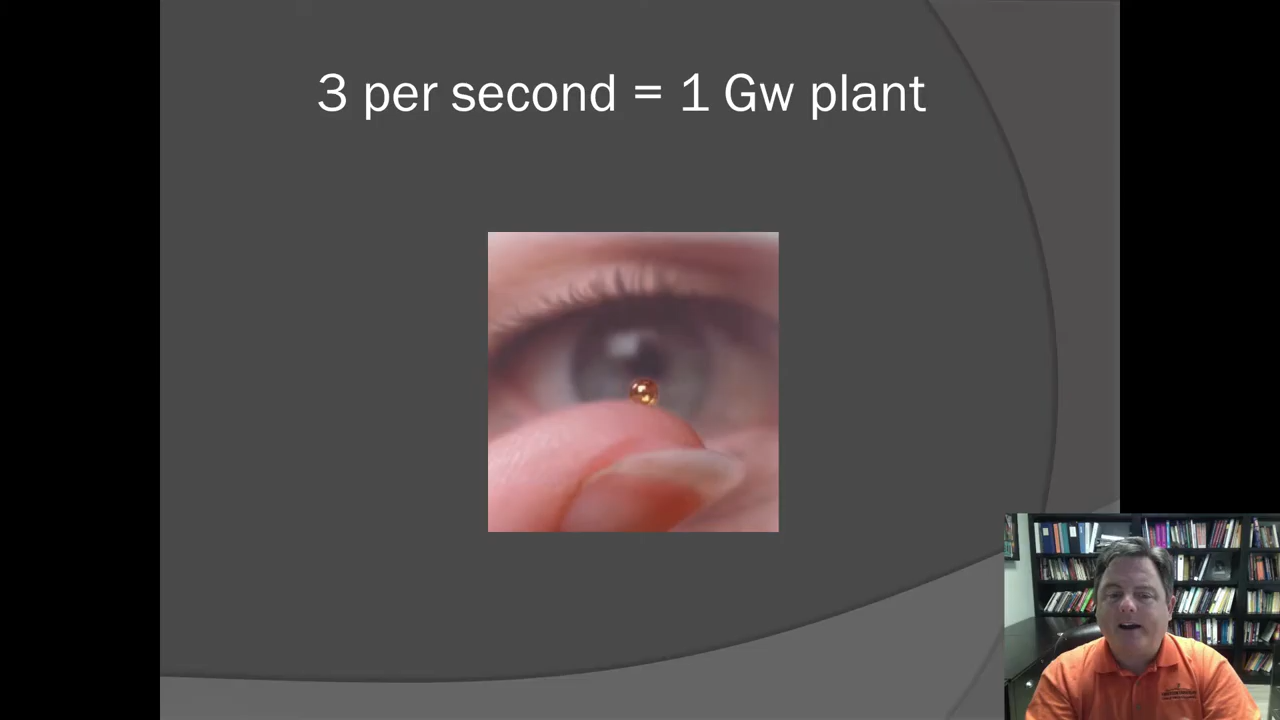 3 per second = 1 Gw plant